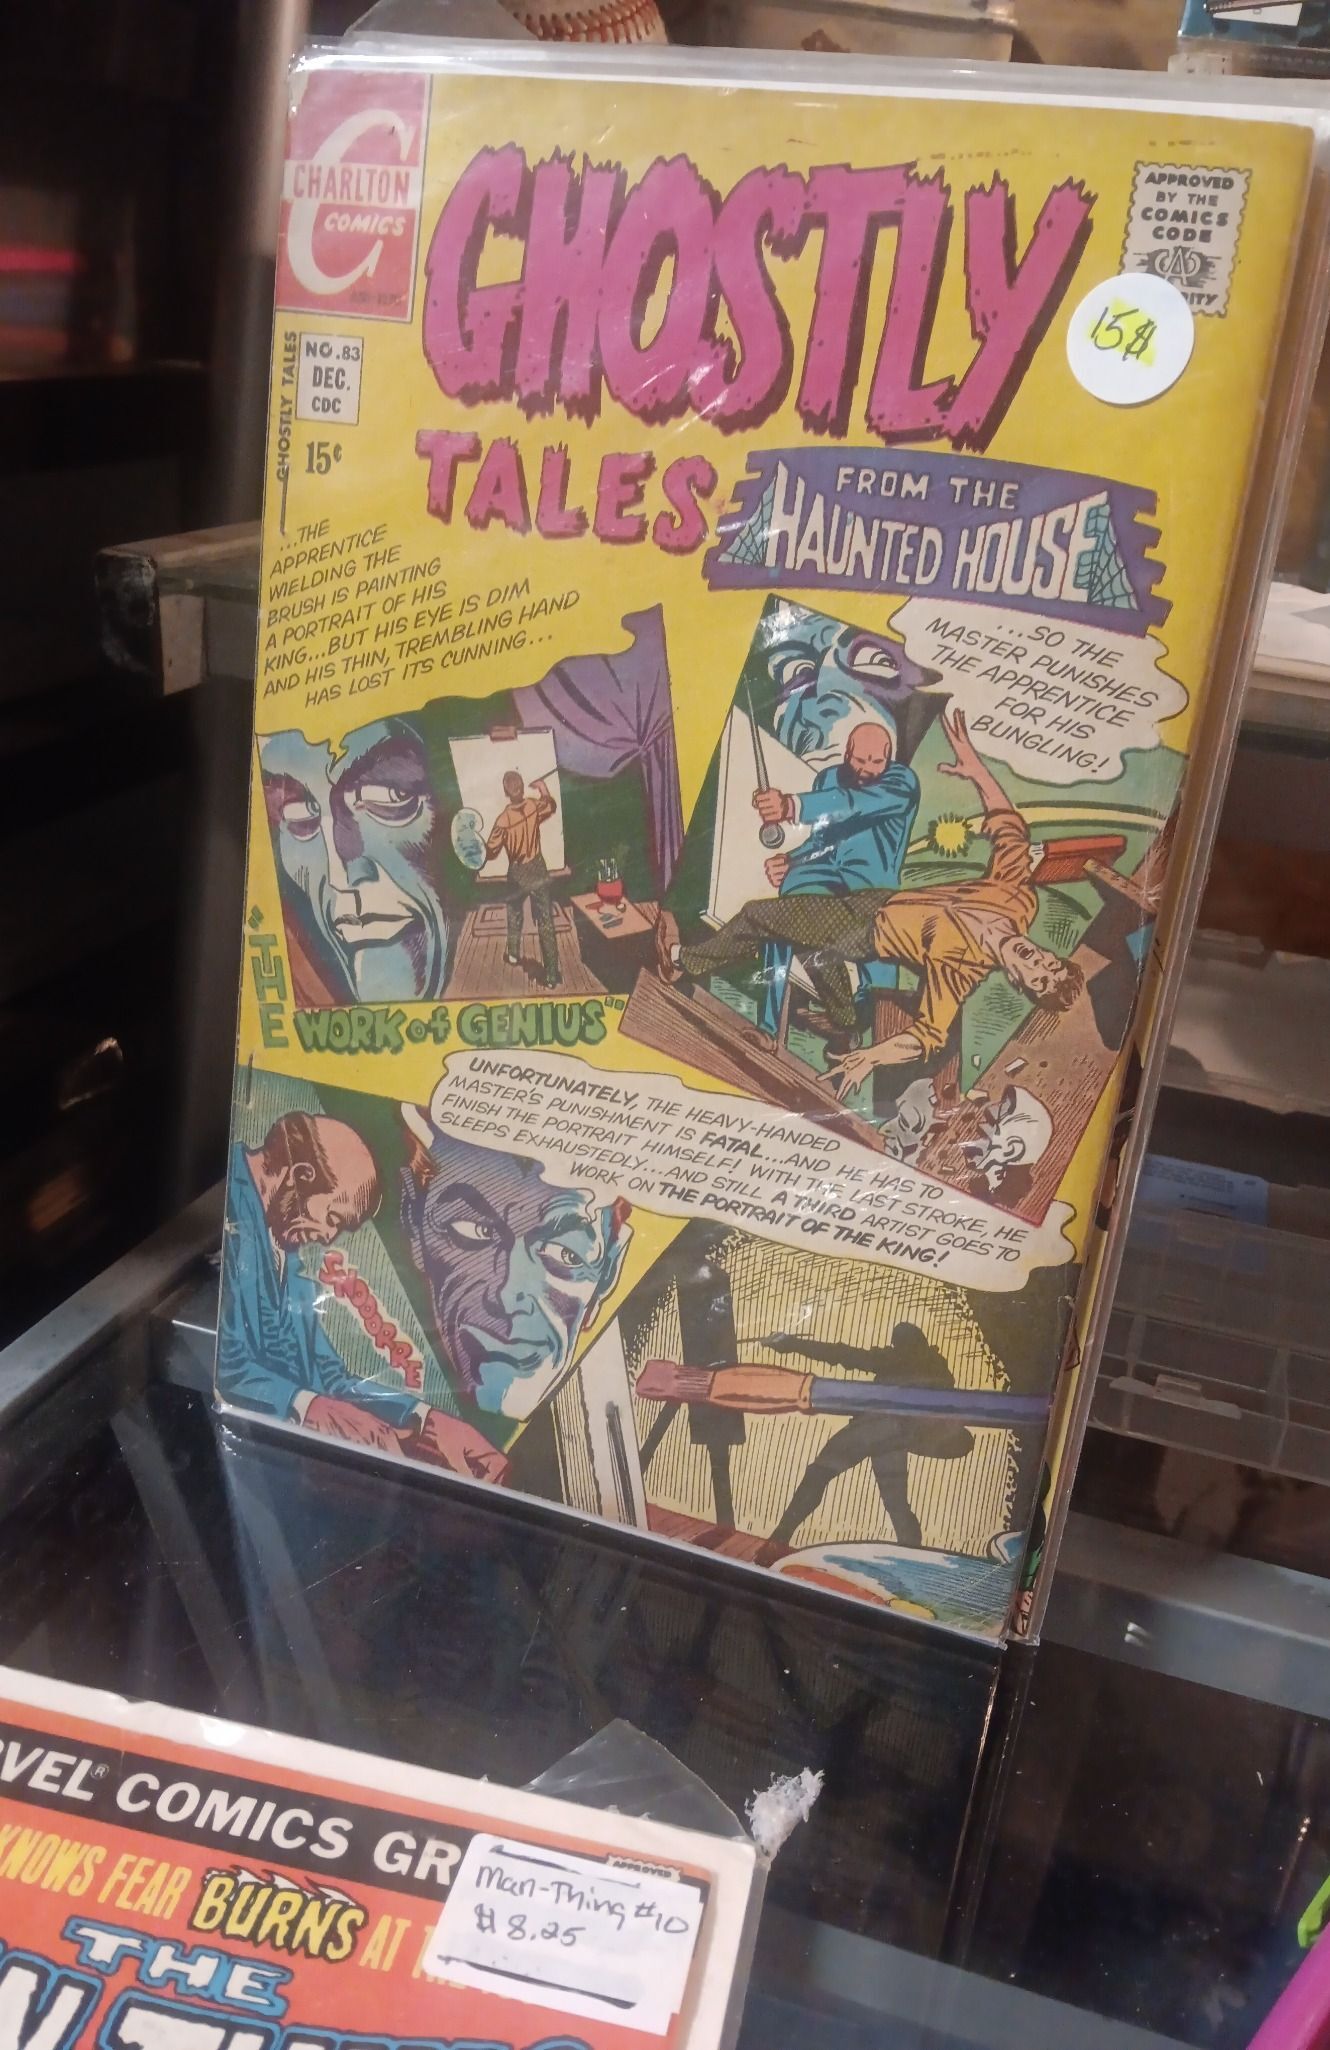 CHARLTON
COMICS
GHOSTLY
TALES
FROM THE
HAUNTED HOUSE
APPROVED
BY THE
COMICS
CODE
15$
GHOSTLY TALES
NO.83
DEC.
CDC
15¢
...THE
APPRENTICE
WIELDING THE
BRUSH IS PAINTING
A PORTRAIT OF HIS
KING...BUT HIS EYE IS DIM
AND HIS THIN, TREMBLING HAND
HAS LOST ITS CUNNING...
...SO THE
MASTER PUNISHES
THE APPRENTICE
FOR HIS
BUNGLING!
"THE
WORK of GENIUS"
UNFORTUNATELY, THE HEAVY-HANDED
MASTER'S PUNISHMENT IS FATAL...AND HE HAS TO
FINISH THE PORTRAIT HIMSELF! WITH THE LAST STROKE, HE
SLEEPS EXHAUSTEDLY...AND STILL A THIRD ARTIST GOES TO
WORK ON THE PORTRAIT OF THE KING!
SNOOORRE
VEL® COMICS GR
APPROVED
KNOWS FEAR BURNS AT
THE
Man-Thing #10
$8.25